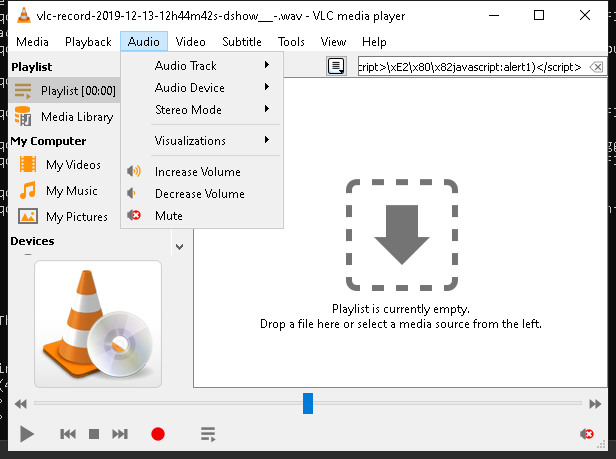 vlc-record-2019-12-13-12h44m42s-dshow___-.wav - VLC media player
Media Playback Audio Video Subtitle Tools View Help
Playlist
Playlist [00:00]
Media Library
My Computer
My Videos
My Music
My Pictures
Devices
Audio Track
Audio Device
Stereo Mode
Visualizations
Increase Volume
Decrease Volume
Mute
cript>\xE2\x80\x82javascript:alert1)</script>
Playlist is currently empty.
Drop a file here or select a media source from the left.